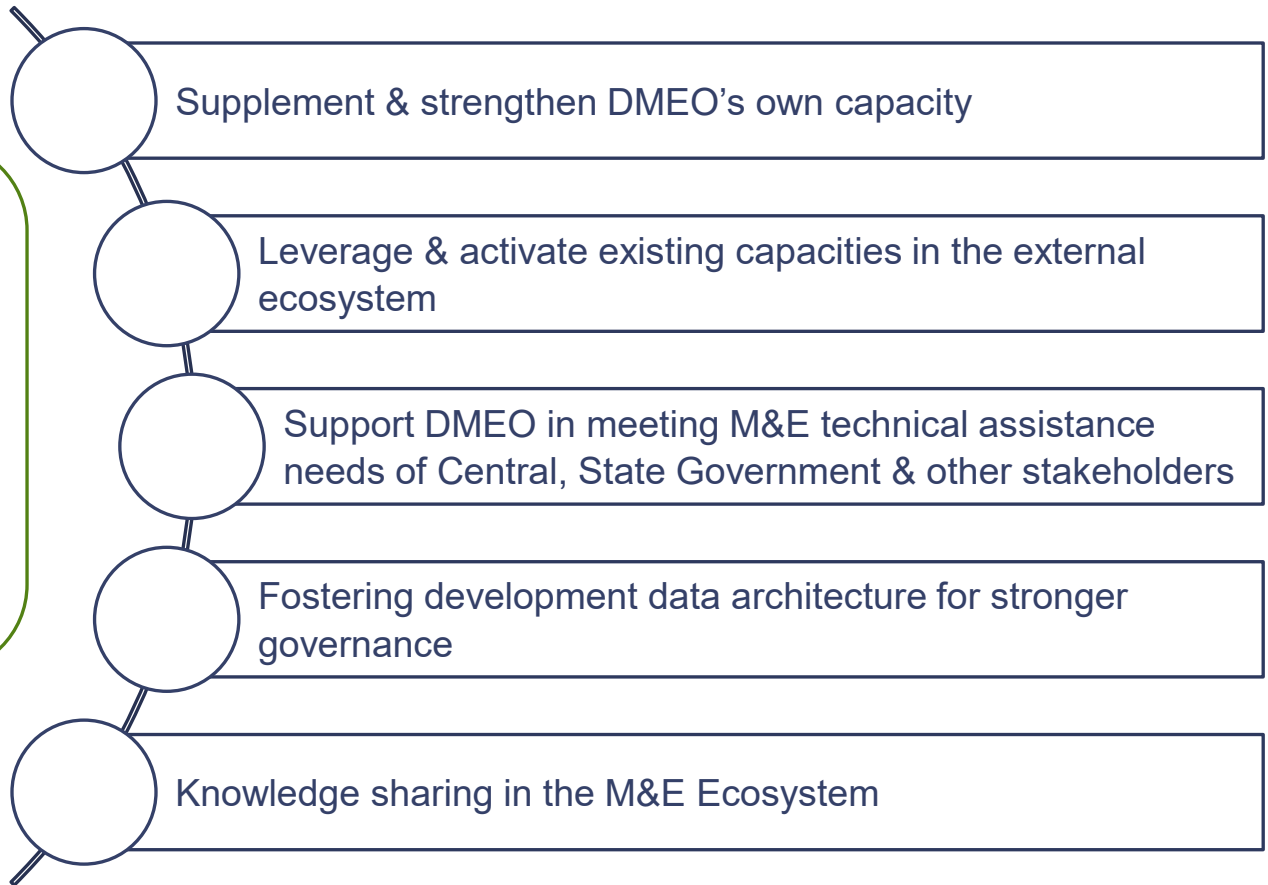 Supplement & strengthen DMEO’s own capacity
Leverage & activate existing capacities in the external
ecosystem
Support DMEO in meeting M&E technical assistance
needs of Central, State Government & other stakeholders
Fostering development data architecture for stronger
governance
Knowledge sharing in the M&E Ecosystem